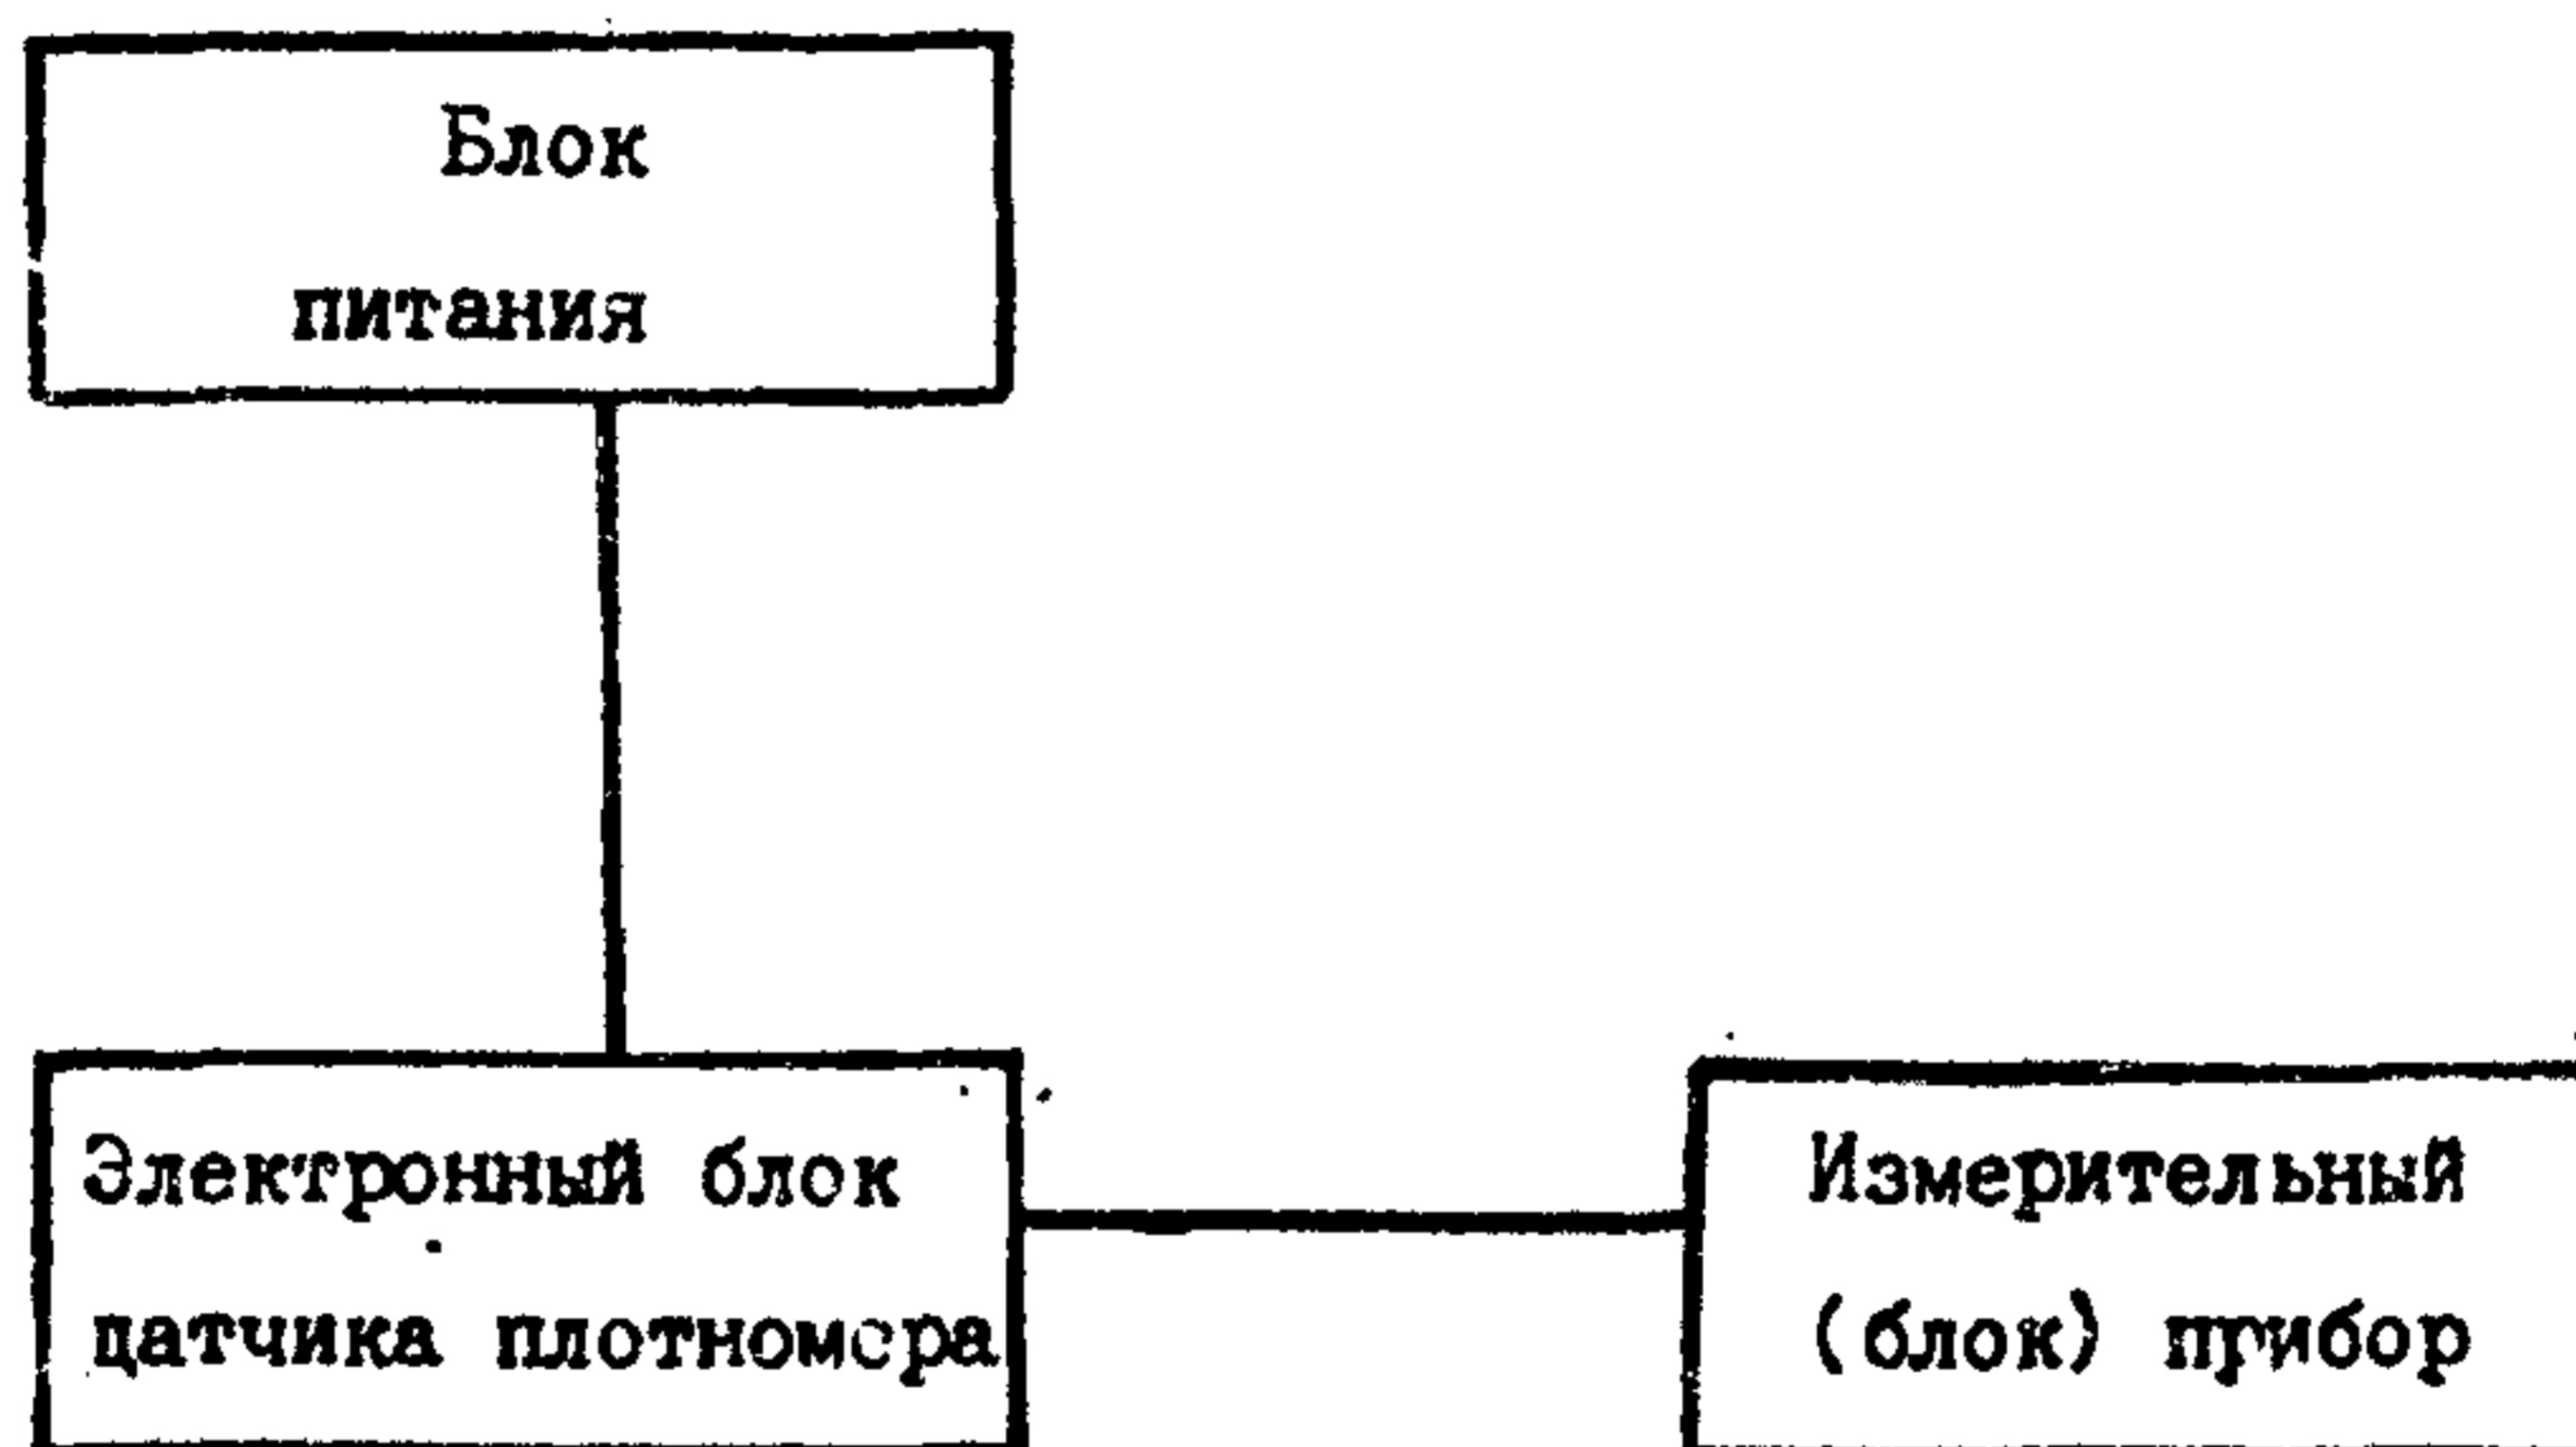 Блок
питания
Электронный блок
датчика плотномера
Измерительный
(блок) прибор